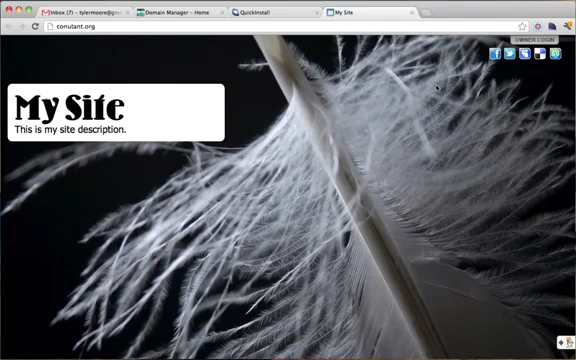 Inbox (7) – tylermoore@gm
Domain Manager – Home
QuickInstall
My Site
conutant.org
OWNER LOGIN
My Site
This is my site description.